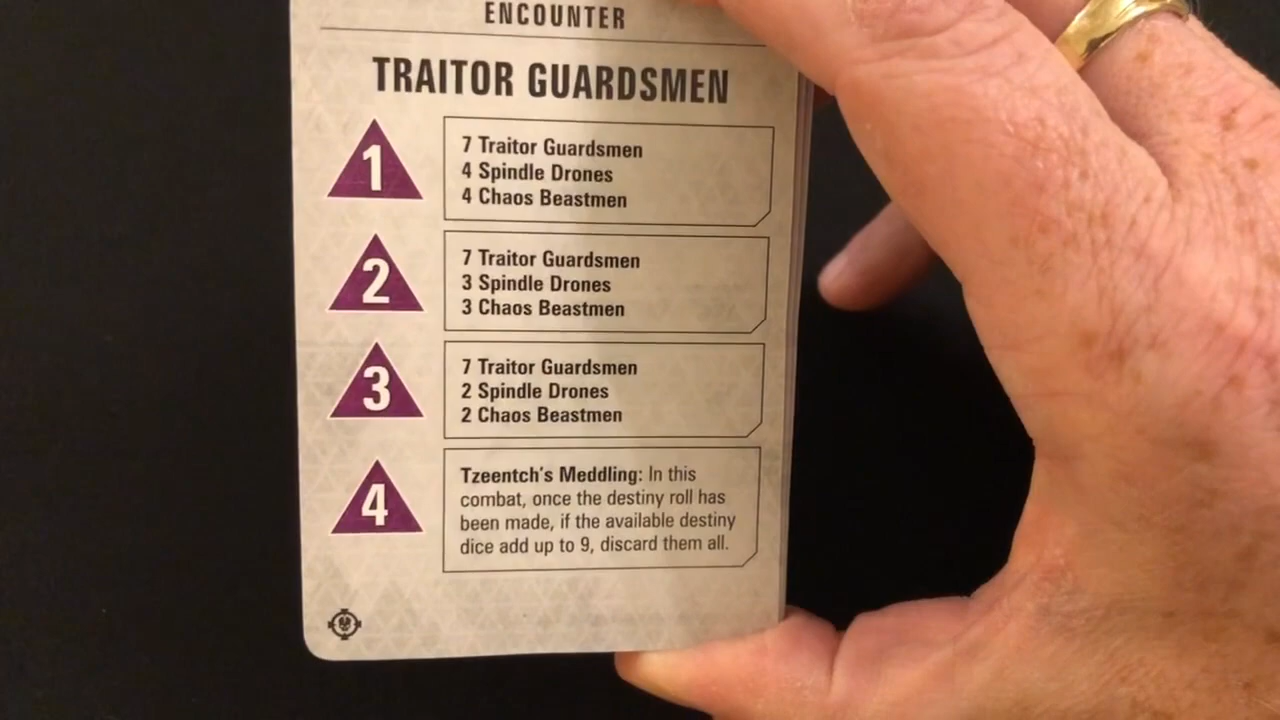 ENCOUNTER
TRAITOR GUARDSMEN
1
7 Traitor Guardsmen
4 Spindle Drones
4 Chaos Beastmen
2
7 Traitor Guardsmen
3 Spindle Drones
3 Chaos Beastmen
3
7 Traitor Guardsmen
2 Spindle Drones
2 Chaos Beastmen
4
Tzeentch's Meddling: In this
combat, once the destiny roll has
been made, if the available destiny
dice add up to 9, discard them all.